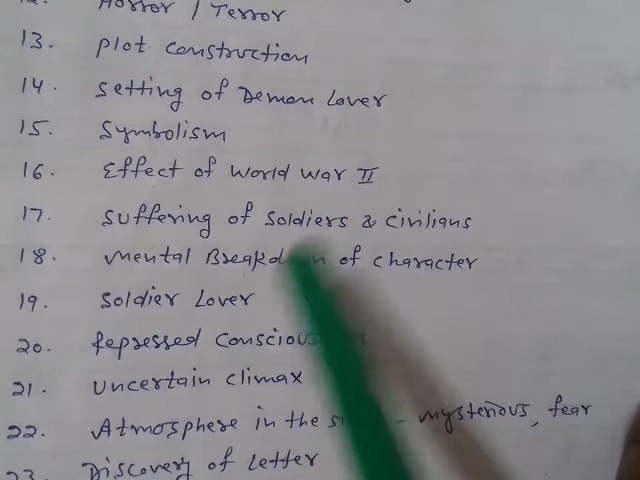 12. Horror / Terror
13. Plot construction
14. Setting of Demon Lover
15. Symbolism
16. Effect of World War II
17. Suffering of Soldiers & Civilians
18. Mental of character
19. Soldier Lover
20. Repressed
21. Uncertain climax
22. Atmosphere in the - mysterious, fear
23. Discovery of Letter